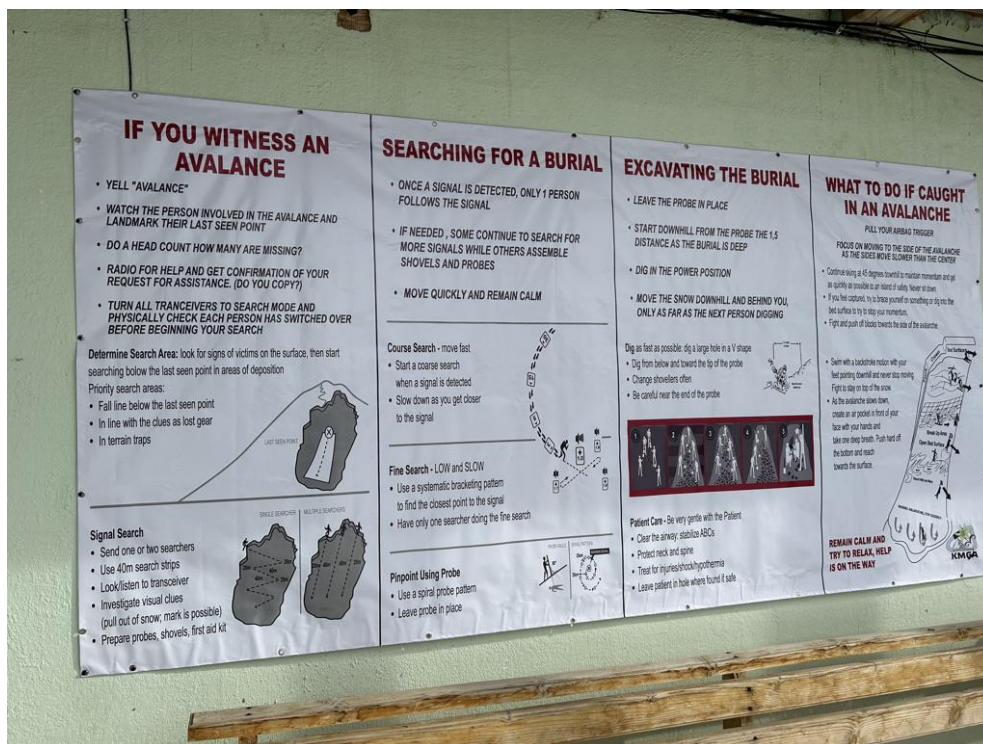 IF YOU WITNESS AN
AVALANCE
• YELL "AVALANCE"
• WATCH THE PERSON INVOLVED IN THE AVALANCE AND
LANDMARK THEIR LAST SEEN POINT
• DO A HEAD COUNT HOW MANY ARE MISSING?
• RADIO FOR HELP AND GET CONFIRMATION OF YOUR
REQUEST FOR ASSISTANCE. (DO YOU COPY?)
• TURN ALL TRANCEIVERS TO SEARCH MODE AND
PHYSICALLY CHECK EACH PERSON HAS SWITCHED OVER
BEFORE BEGINNING YOUR SEARCH
Determine Search Area: look for signs of victims on the surface, then start
searching below the last seen point in areas of deposition
Priority search areas:
• Fall line below the last seen point
• In line with the clues as lost gear
• In terrain traps
LAST SEEN POINT
X
Signal Search
• Send one or two searchers
• Use 40m search strips
• Look/listen to transceiver
• Investigate visual clues
(pull out of snow; mark is possible)
• Prepare probes, shovels, first aid kit
SINGLE SEARCHER
MULTIPLE SEARCHERS
SEARCHING FOR A BURIAL
• ONCE A SIGNAL IS DETECTED, ONLY 1 PERSON
FOLLOWS THE SIGNAL
• IF NEEDED , SOME CONTINUE TO SEARCH FOR
MORE SIGNALS WHILE OTHERS ASSEMBLE
SHOVELS AND PROBES
• MOVE QUICKLY AND REMAIN CALM
Course Search - move fast
• Start a coarse search
when a signal is detected
• Slow down as you get closer
to the signal
Fine Search - LOW and SLOW
• Use a systematic bracketing pattern
to find the closest point to the signal
• Have only one searcher doing the fine search
Pinpoint Using Probe
• Use a spiral probe pattern
• Leave probe in place
EXCAVATING THE BURIAL
• LEAVE THE PROBE IN PLACE
• START DOWNHILL FROM THE PROBE THE 1,5
DISTANCE AS THE BURIAL IS DEEP
• DIG IN THE POWER POSITION
• MOVE THE SNOW DOWNHILL AND BEHIND YOU,
ONLY AS FAR AS THE NEXT PERSON DIGGING
Dig as fast as possible: dig a large hole in a V shape
• Dig from below and toward the tip of the probe
• Change shovellers often
• Be careful near the end of the probe
1 2 3 4 5
Patient Care - Be very gentle with the Patient
• Clear the airway: stabilize ABCs
• Protect neck and spine
• Treat for injuries/shock/hypothermia
• Leave patient in hole where found if safe
WHAT TO DO IF CAUGHT
IN AN AVALANCHE
PULL YOUR AIRBAG TRIGGER
FOCUS ON MOVING TO THE SIDE OF THE AVALANCHE
AS THE SIDES MOVE SLOWER THAN THE CENTER
• Continue skiing at 45 degrees downhill to maintain momentum and get
as quickly as possible to an island of safety. Never sit down.
• If you feel captured, try to brace yourself on something or dig into the
bed surface to try to stop your momentum.
• Fight and push off blades towards the side of the avalanche.
• Swim with a backstroke motion with your
feet pointing downhill and never stop moving.
Fight to stay on top of the snow.
• As the avalanche slows down,
create an air pocket in front of your
face with your hands and
take one deep breath. Push hard off
the bottom and reach
towards the surface.
Break Up Area
Open Bed Surface
REMAIN CALM AND
TRY TO RELAX, HELP
IS ON THE WAY
KMGA